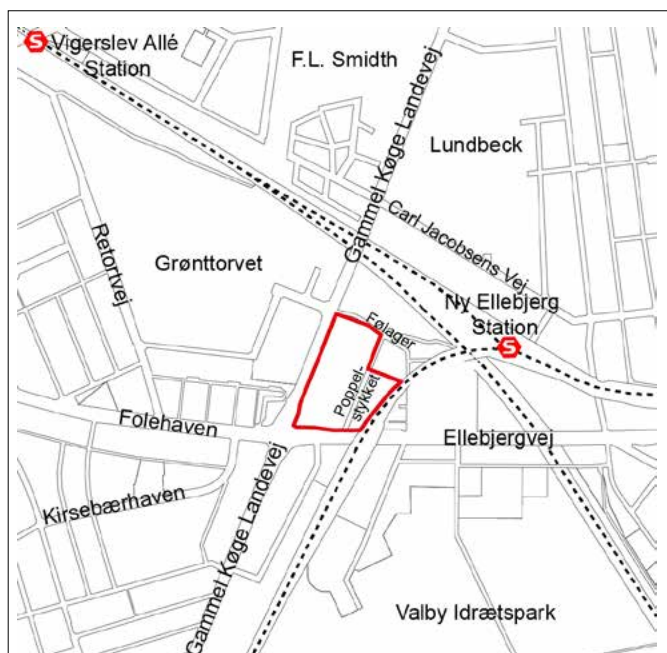 S Vigerslev Allé
Station
F.L. Smidth
Gammel Køge Landevej
Lundbeck
Retortvej
Carl Jacobsens Vej
Grønttorvet
Ny Ellebjerg
Station
S
Følager
Poppel-
stykket
Folehaven
Ellebjergvej
Kirsebærhaven
Gammel Køge Landevej
Valby Idrætspark